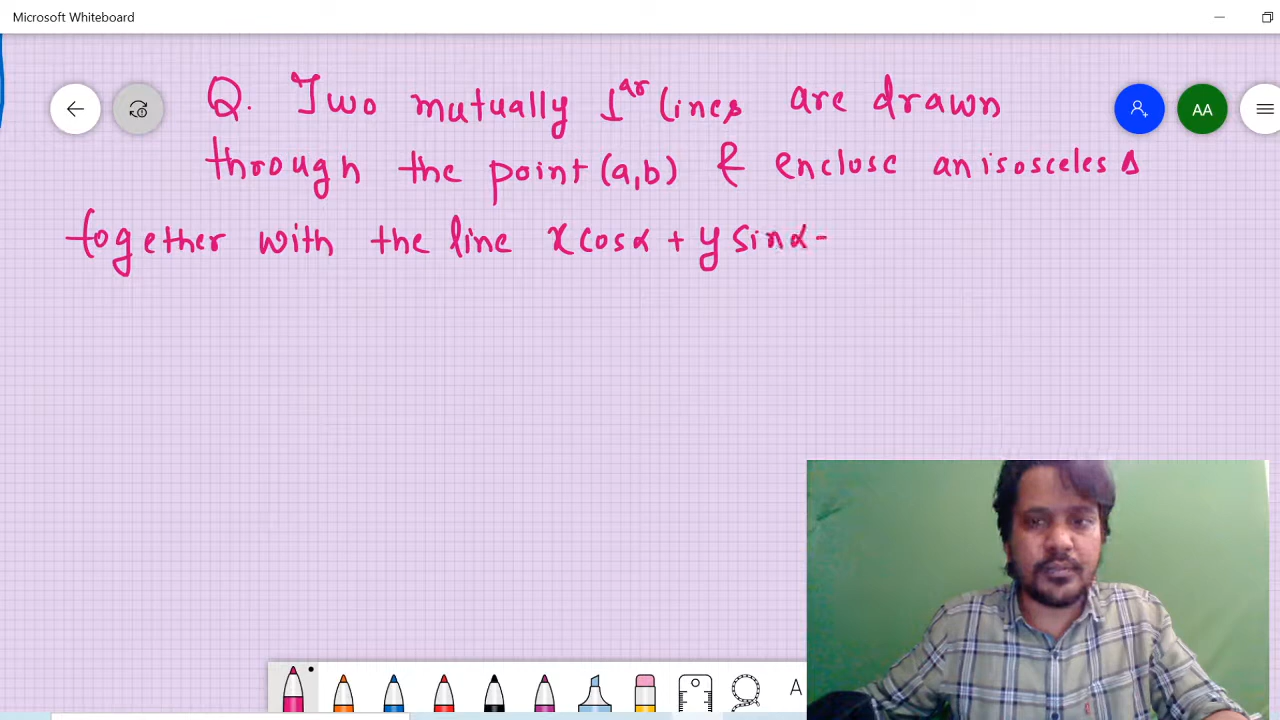 Microsoft Whiteboard
Q. Two mutually ⊥ar lines are drawn
through the point (a,b) & enclose an isosceles Δ
together with the line x cosα + y sinα -
AA
A